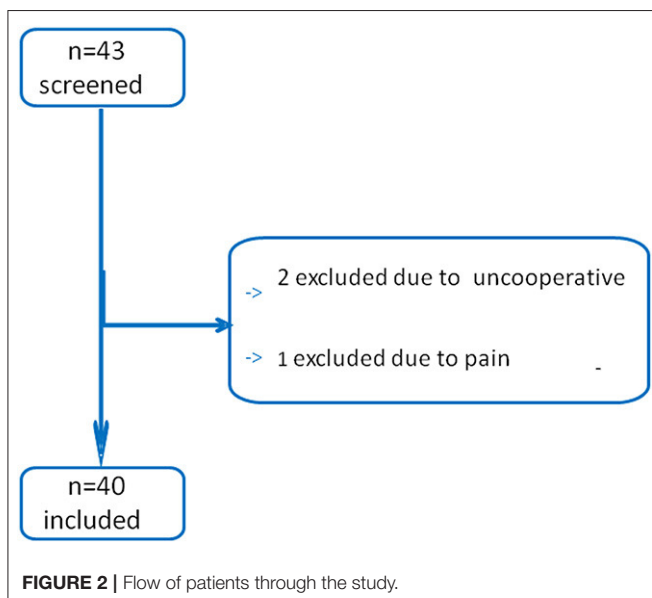 n=43
screened
-> 2 excluded due to uncooperative
-> 1 excluded due to pain -
n=40
included
FIGURE 2 | Flow of patients through the study.